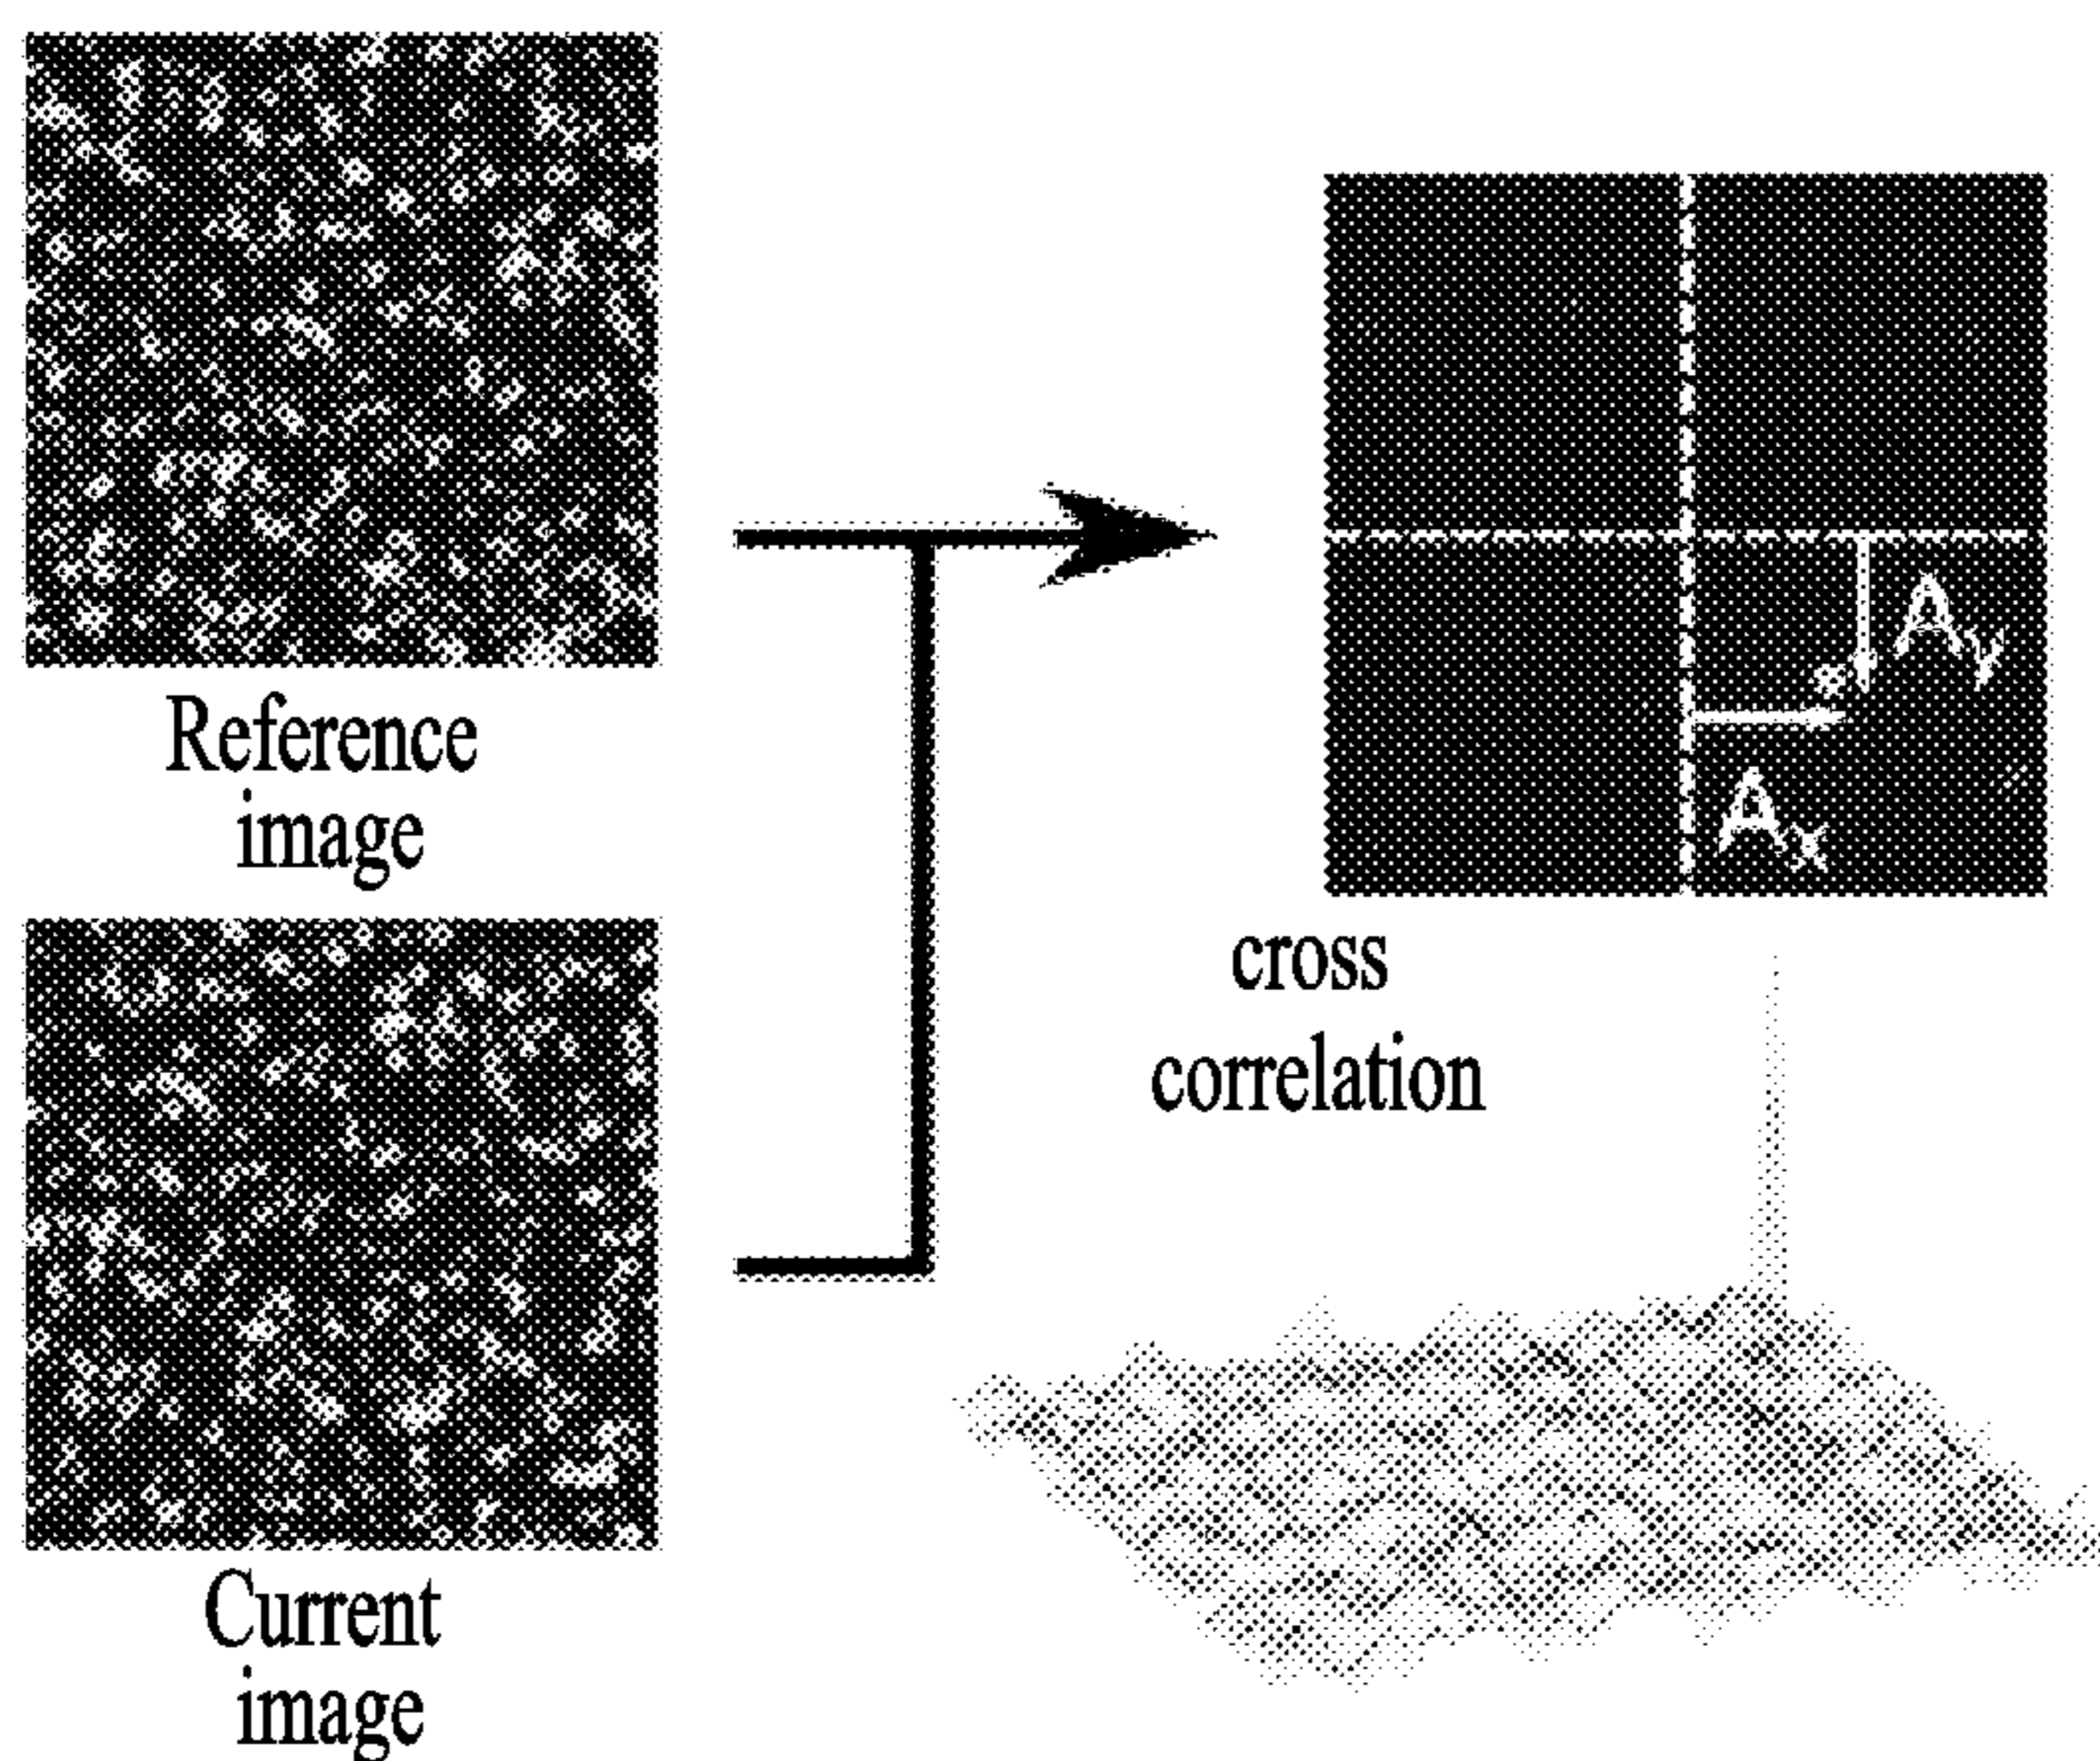 Reference
image
Ay
Ax
cross
correlation
Current
image